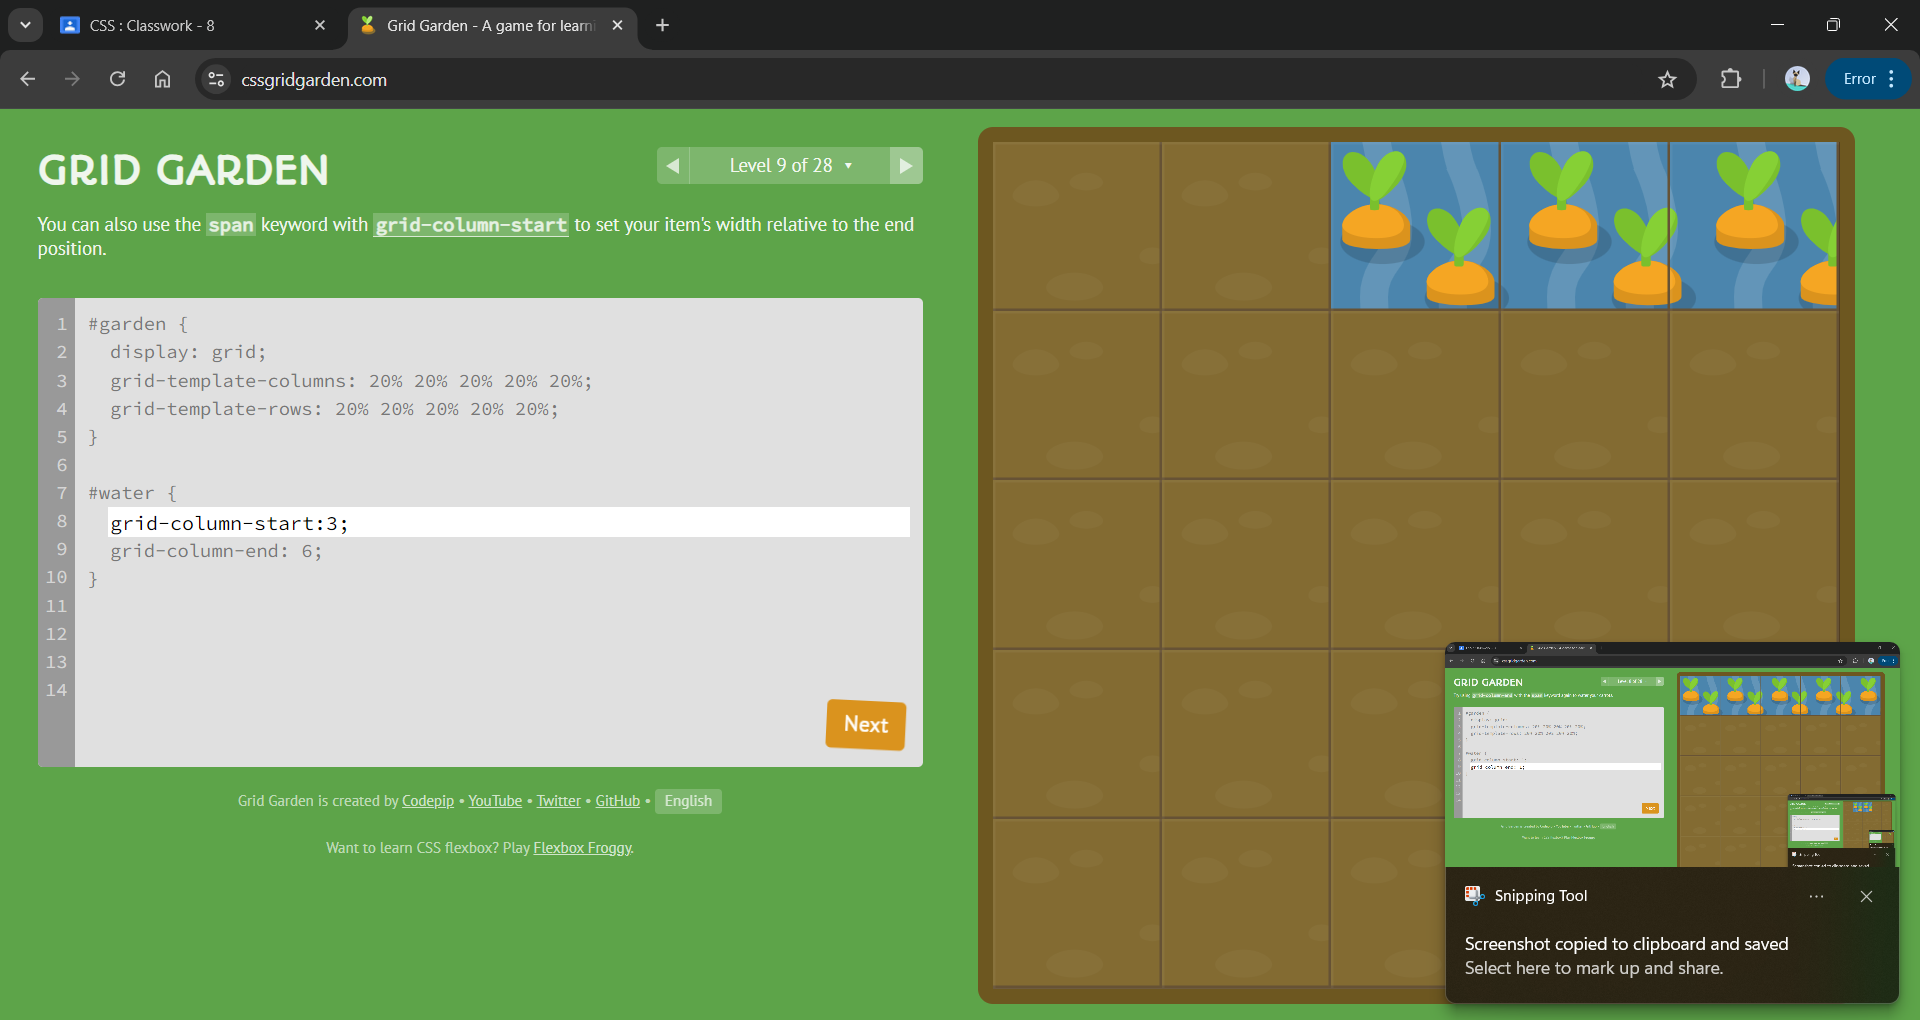 CSS : Classwork - 8
Grid Garden - A game for learni
cssgridgarden.com
Error
GRID GARDEN
Level 9 of 28
You can also use the span keyword with grid-column-start to set your item's width relative to the end
position.
1 #garden {
2 display: grid;
3 grid-template-columns: 20% 20% 20% 20% 20%;
4 grid-template-rows: 20% 20% 20% 20% 20%;
5 }
6
7 #water {
8 grid-column-start:3;
9 grid-column-end: 6;
10 }
11
12
13
14
Next
Grid Garden is created by Codepip • YouTube • Twitter • GitHub • English
Want to learn CSS flexbox? Play Flexbox Froggy.
GRID GARDEN
Snipping Tool
Screenshot copied to clipboard and saved
Select here to mark up and share.